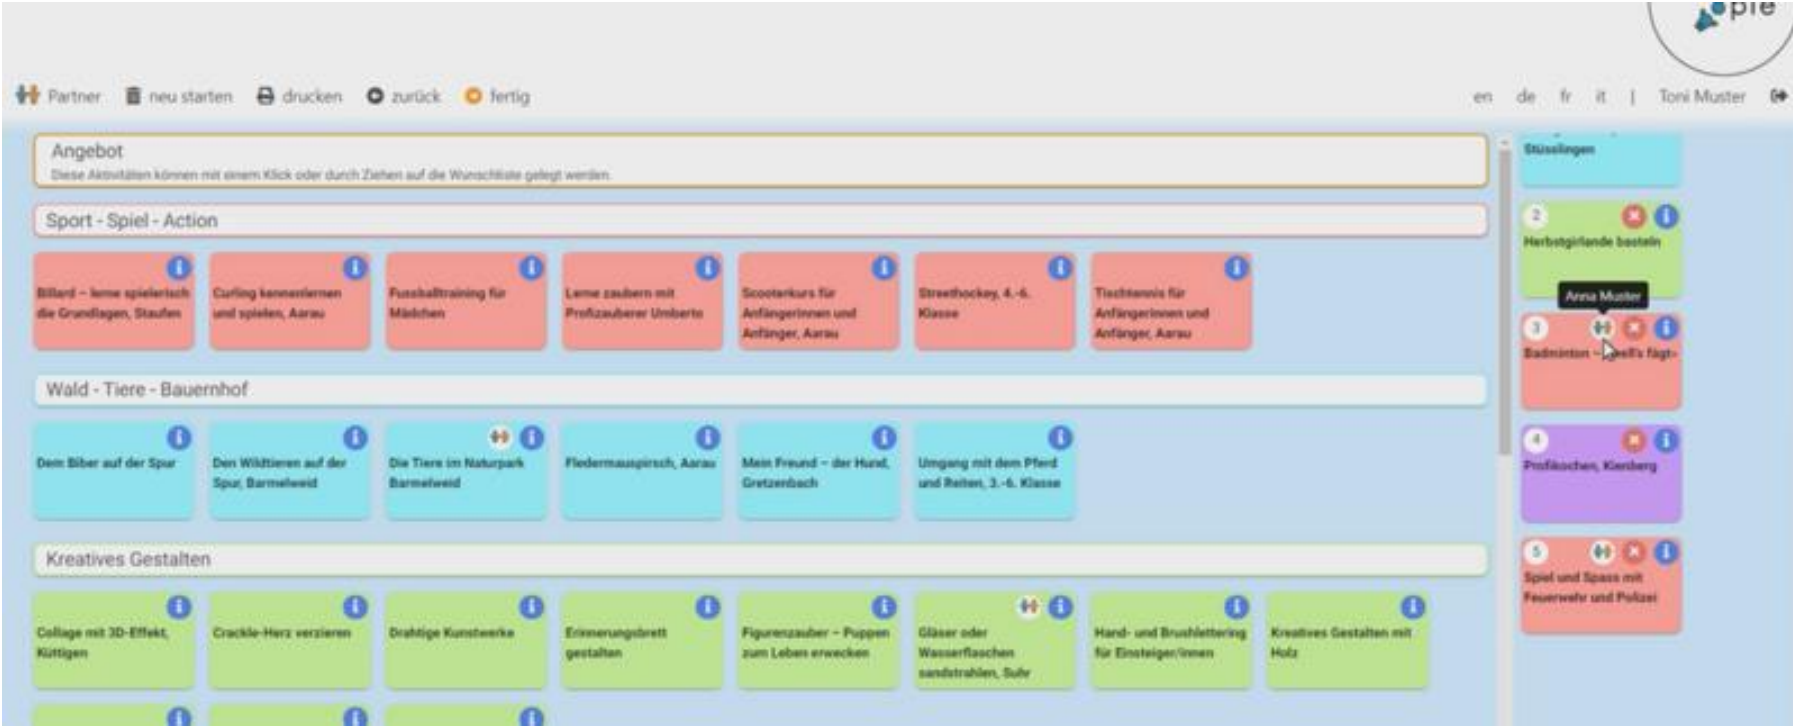 pie
Partner neu starten drucken zurück fertig
en de fr it | Toni Muster
Angebot
Diese Aktivitäten können mit einem Klick oder durch Ziehen auf die Wunschliste gelegt werden.
Sport - Spiel - Action
Billard – lerne spielerisch
die Grundlagen, Staufen
Curling kennenlernen
und spielen, Aarau
Fussballtraining für
Mädchen
Lerne zaubern mit
Profizauberer Umberto
Scooterkurs für
Anfängerinnen und
Anfänger, Aarau
Streethockey, 4.-6.
Klasse
Tischtennis für
Anfängerinnen und
Anfänger, Aarau
Wald - Tiere - Bauernhof
Dem Biber auf der Spur
Den Wildtieren auf der
Spur, Barmelweid
Die Tiere im Naturpark
Barmelweid
Fledermauspirsch, Aarau
Mein Freund – der Hund,
Gretzenbach
Umgang mit dem Pferd
und Reiten, 3.-6. Klasse
Kreatives Gestalten
Collage mit 3D-Effekt,
Küttigen
Crackle-Herz verzieren
Drahtige Kunstwerke
Erinnerungsbrett
gestalten
Figurenzauber – Puppen
zum Leben erwecken
Gläser oder
Wasserflaschen
sandstrahlen, Suhr
Hand- und Brushlettering
für Einsteiger/innen
Kreatives Gestalten mit
Holz
Stüsslingen
2
Herbstgirlande basteln
Anna Muster
3
Badminton – fägt»
4
Profikochen, Kienberg
5
Spiel und Spass mit
Feuerwehr und Polizei